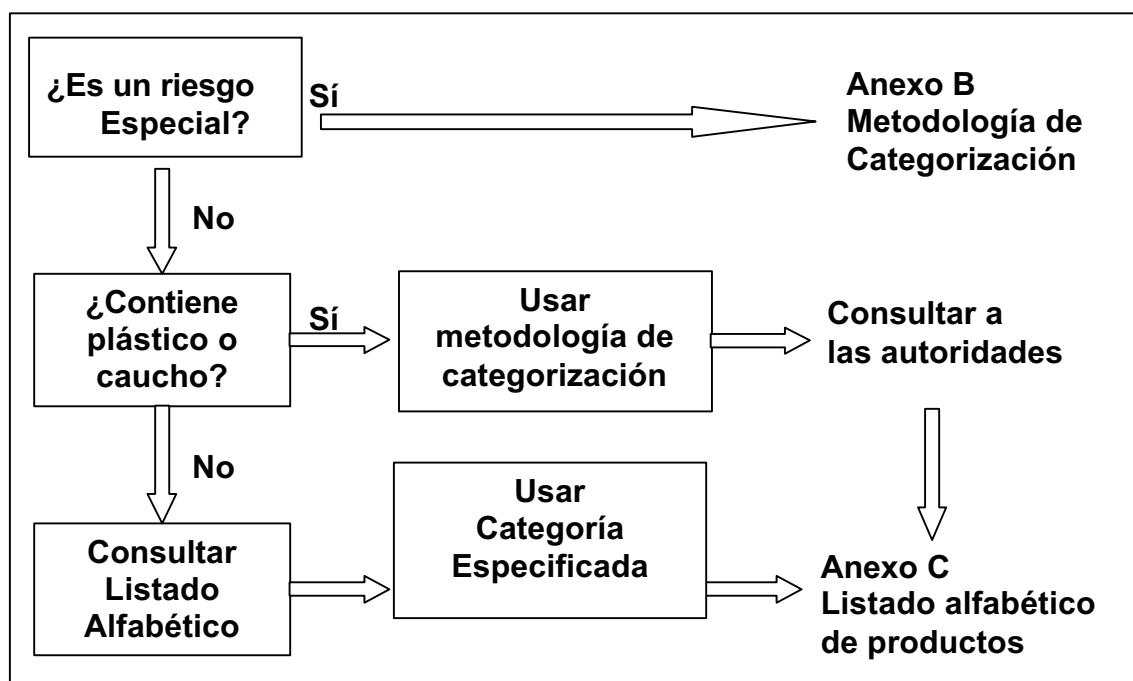 ¿Es un riesgo
Especial?
Sí
Anexo B
Metodología de
Categorización
No
¿Contiene
plástico o
caucho?
Sí
Usar
metodología de
categorización
Consultar a
las autoridades
No
Consultar
Listado
Alfabético
Usar
Categoría
Especificada
Anexo C
Listado alfabético
de productos